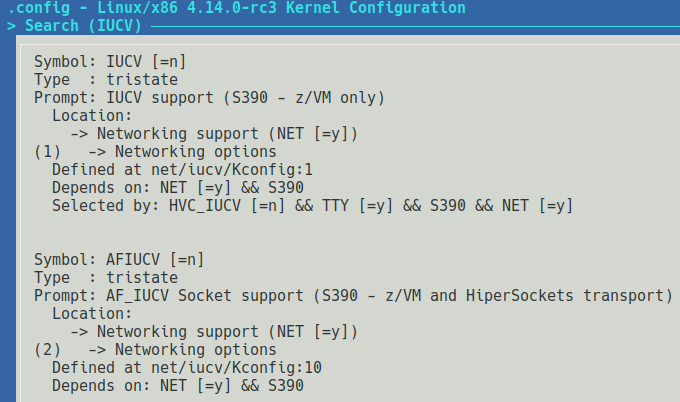 .config - Linux/x86 4.14.0-rc3 Kernel Configuration
> Search (IUCV)
Symbol: IUCV [=n]
Type  : tristate
Prompt: IUCV support (S390 - z/VM only)
  Location:
    -> Networking support (NET [=y])
(1)   -> Networking options
  Defined at net/iucv/Kconfig:1
  Depends on: NET [=y] && S390
  Selected by: HVC_IUCV [=n] && TTY [=y] && S390 && NET [=y]
Symbol: AFIUCV [=n]
Type  : tristate
Prompt: AF_IUCV Socket support (S390 - z/VM and HiperSockets transport)
  Location:
    -> Networking support (NET [=y])
(2)   -> Networking options
  Defined at net/iucv/Kconfig:10
  Depends on: NET [=y] && S390